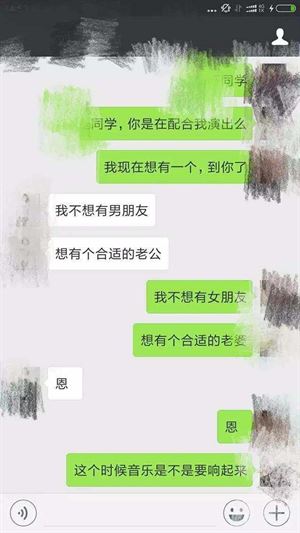 同学
同学，你是在配合我演出么
我现在想有一个，到你了
我不想有男朋友
想有个合适的老公
我不想有女朋友
想有个合适的老婆
恩
恩
这个时候音乐是不是要响起来